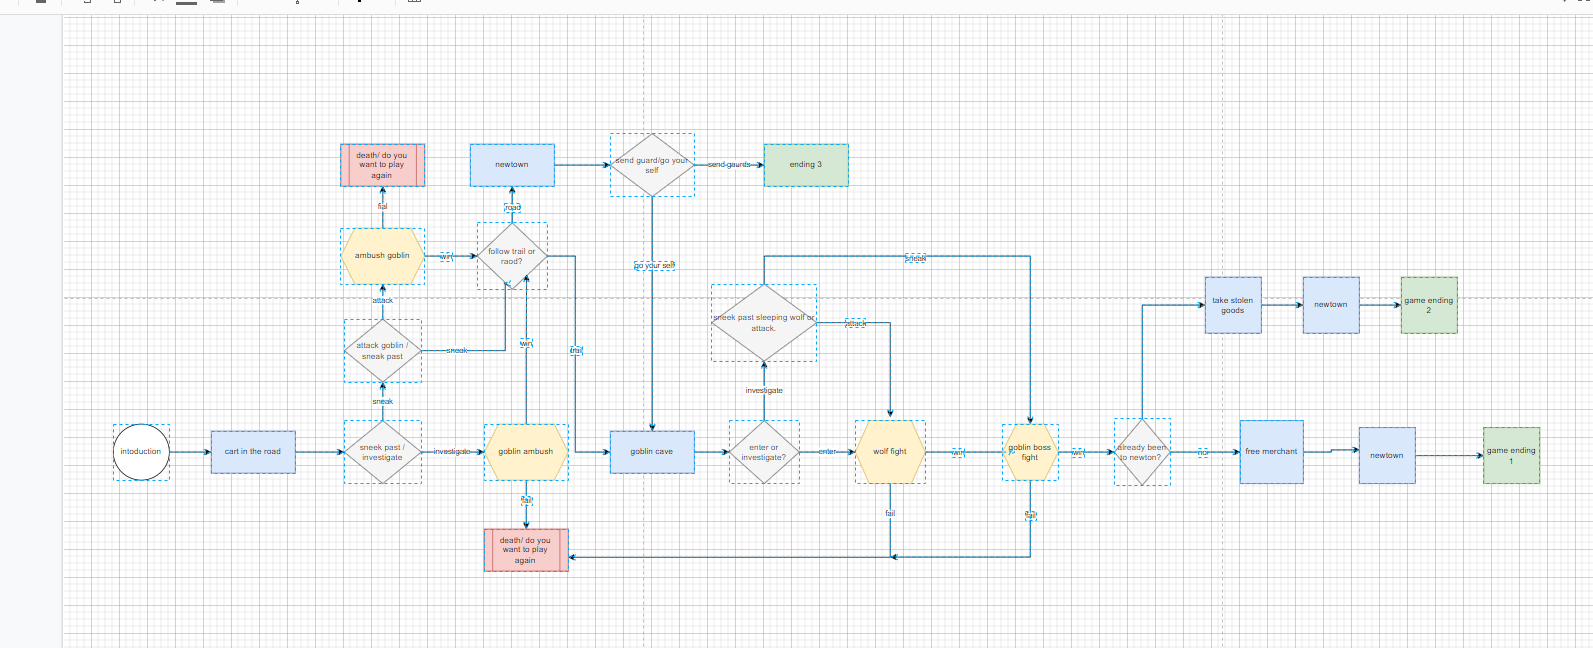 death/ do you
want to play
again
newtown
send guard/go your
self
send gaurds
ending 3
fial
road
ambush goblin
win
follow trail or
raod?
go your self
sneak
attack
take stolen
goods
newtown
game ending
2
sneek past sleeping wolf or
attack.
attack
attack goblin /
sneak past
sneak
win
trail
investigate
sneak
intoduction
cart in the road
sneek past /
investigate
investigate
goblin ambush
goblin cave
enter or
investigate?
enter
wolf fight
win
goblin boss
fight
win
already been
to newton?
no
free merchant
newtown
game ending
1
fail
fail
fail
death/ do you
want to play
again